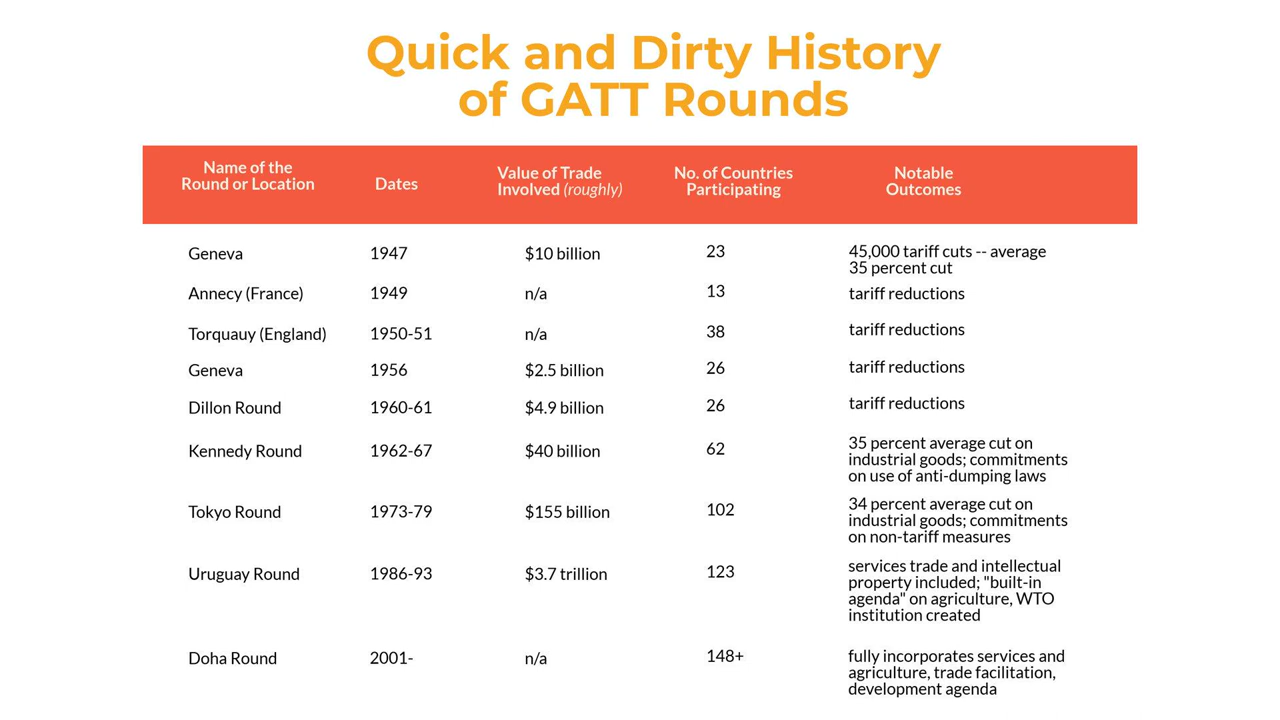 Quick and Dirty History
of GATT Rounds
Name of the
Round or Location
Dates
Value of Trade
Involved (roughly)
No. of Countries
Participating
Notable
Outcomes
Geneva
1947
$10 billion
23
45,000 tariff cuts -- average
35 percent cut
Annecy (France)
1949
n/a
13
tariff reductions
Torquauy (England)
1950-51
n/a
38
tariff reductions
Geneva
1956
$2.5 billion
26
tariff reductions
Dillon Round
1960-61
$4.9 billion
26
tariff reductions
Kennedy Round
1962-67
$40 billion
62
35 percent average cut on
industrial goods; commitments
on use of anti-dumping laws
Tokyo Round
1973-79
$155 billion
102
34 percent average cut on
industrial goods; commitments
on non-tariff measures
Uruguay Round
1986-93
$3.7 trillion
123
services trade and intellectual
property included; "built-in
agenda" on agriculture, WTO
institution created
Doha Round
2001-
n/a
148+
fully incorporates services and
agriculture, trade facilitation,
development agenda